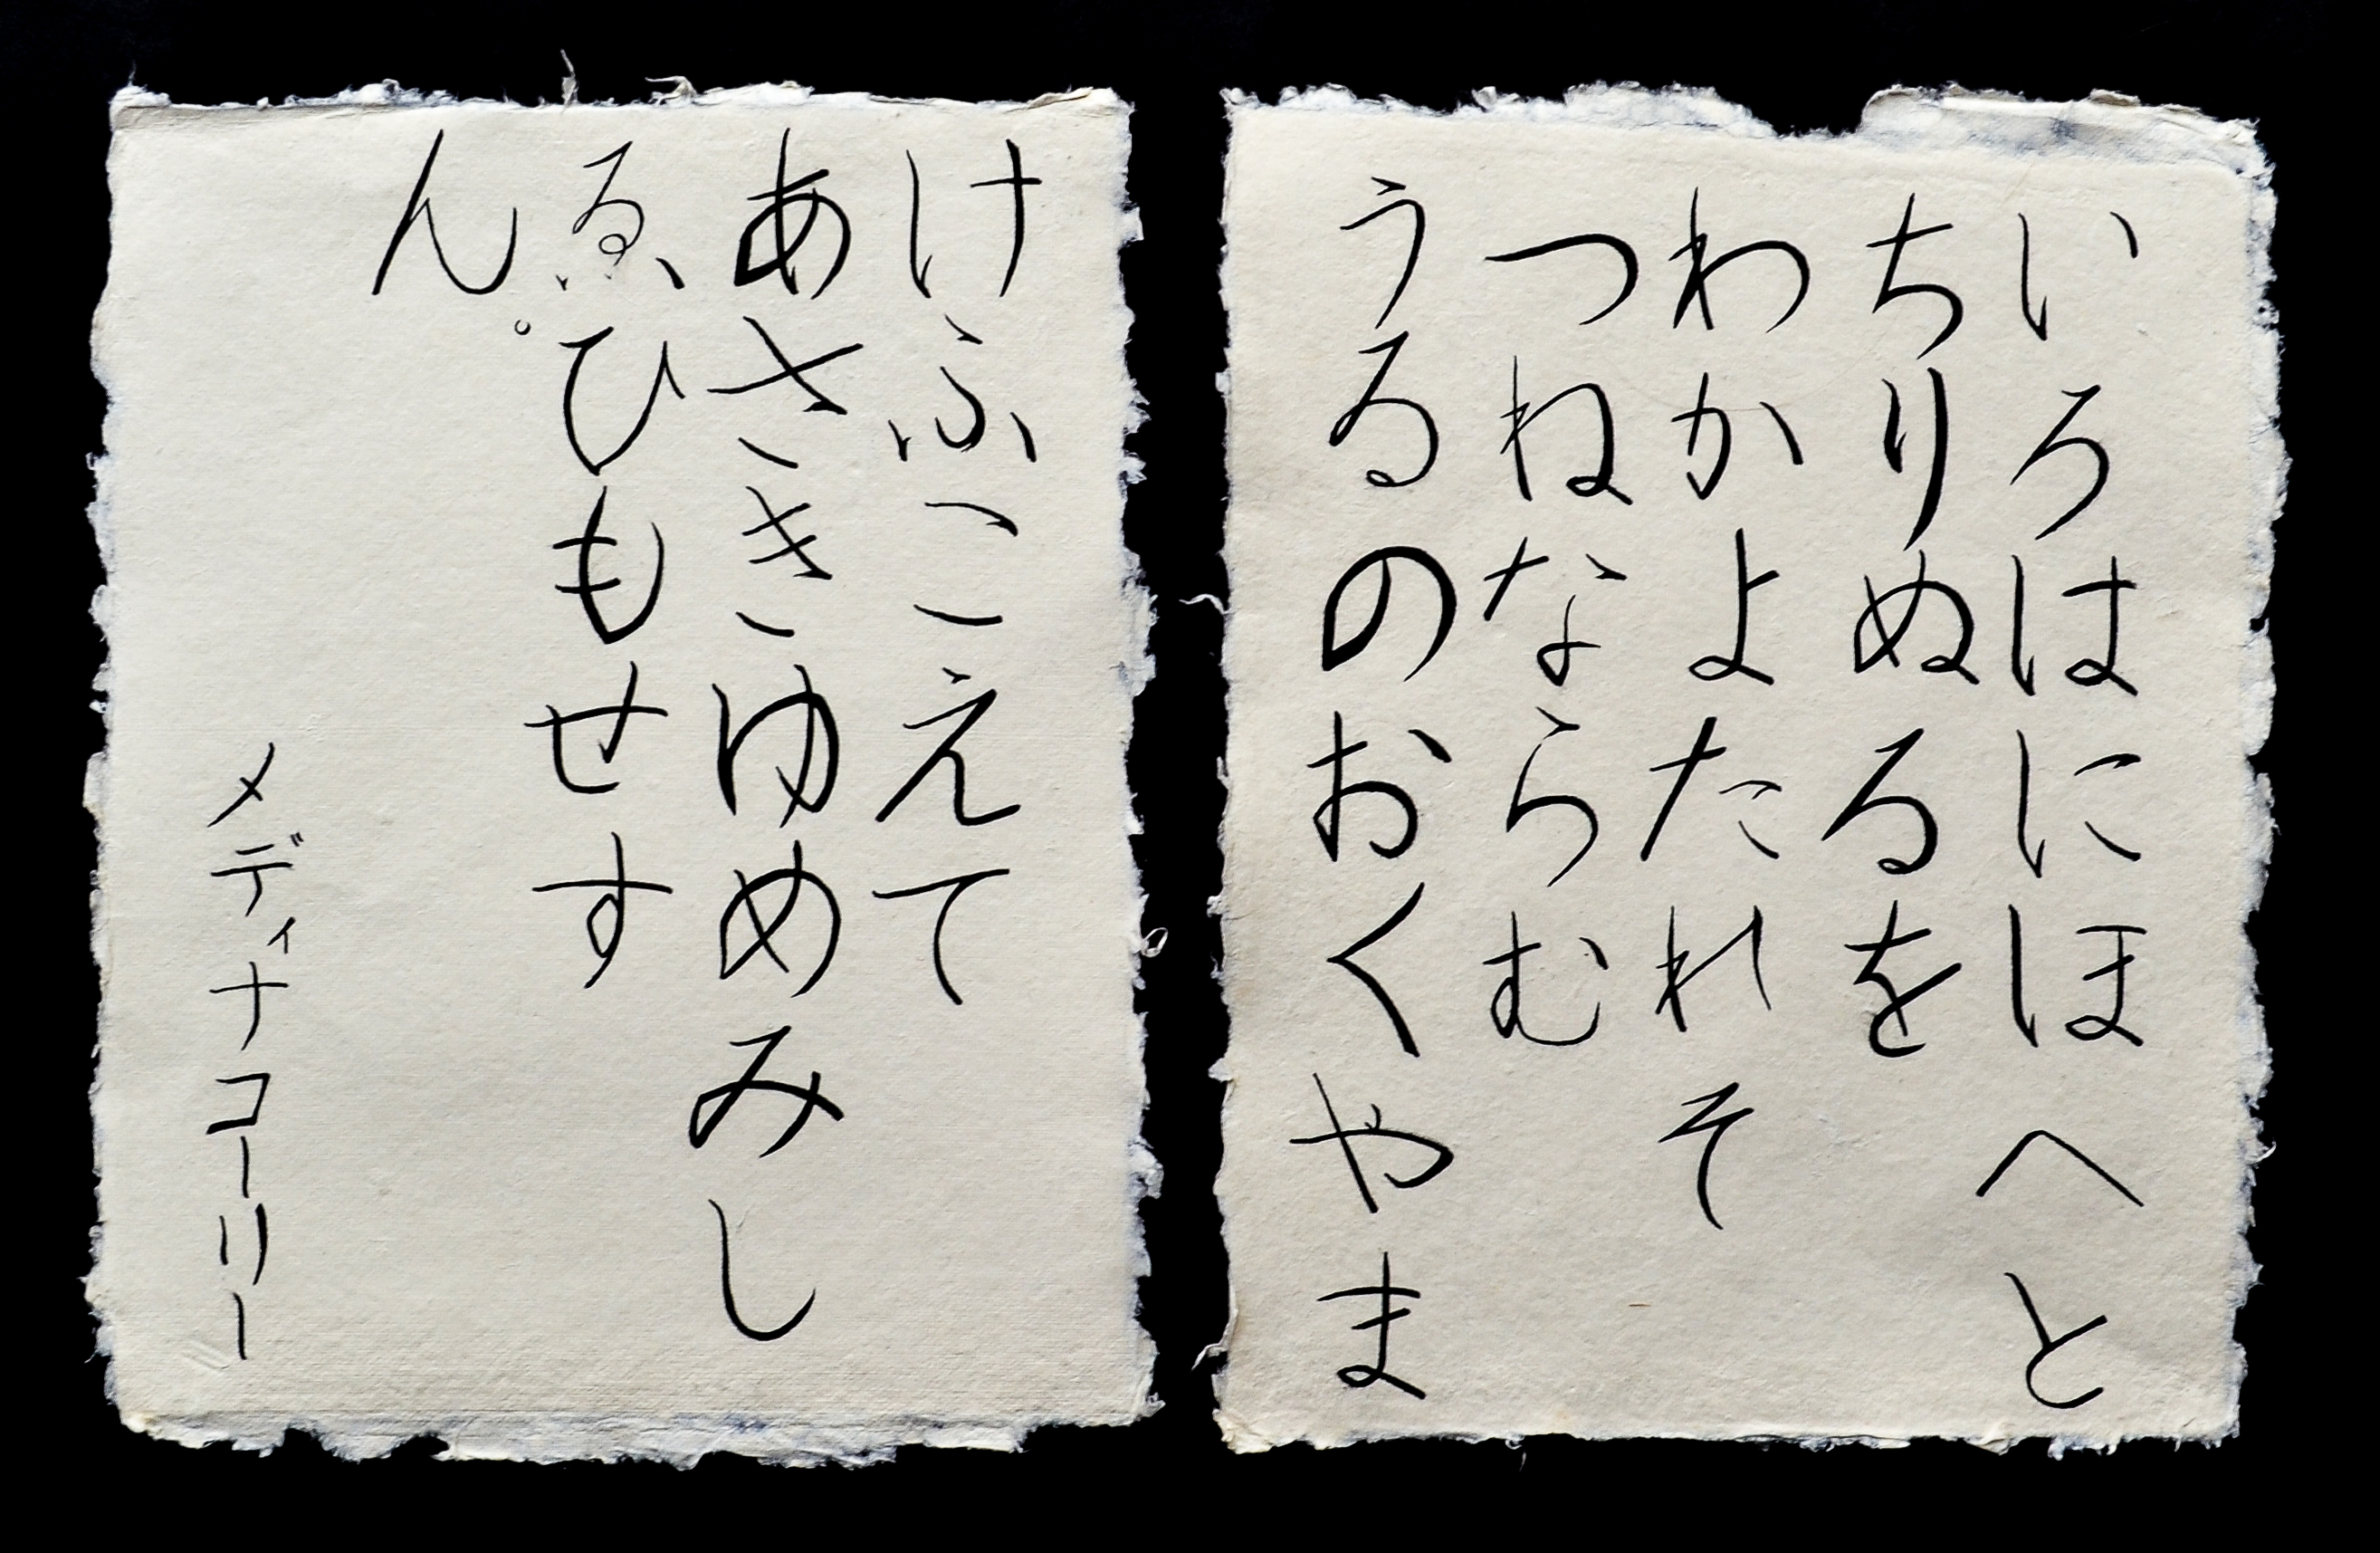 いろはにほへと
ちりぬるを
わかよたれそ
つねならむ
うるのおくやま
けふこえて
あさきゆめみし
ゑひもせす
ん。
メディナコーリー